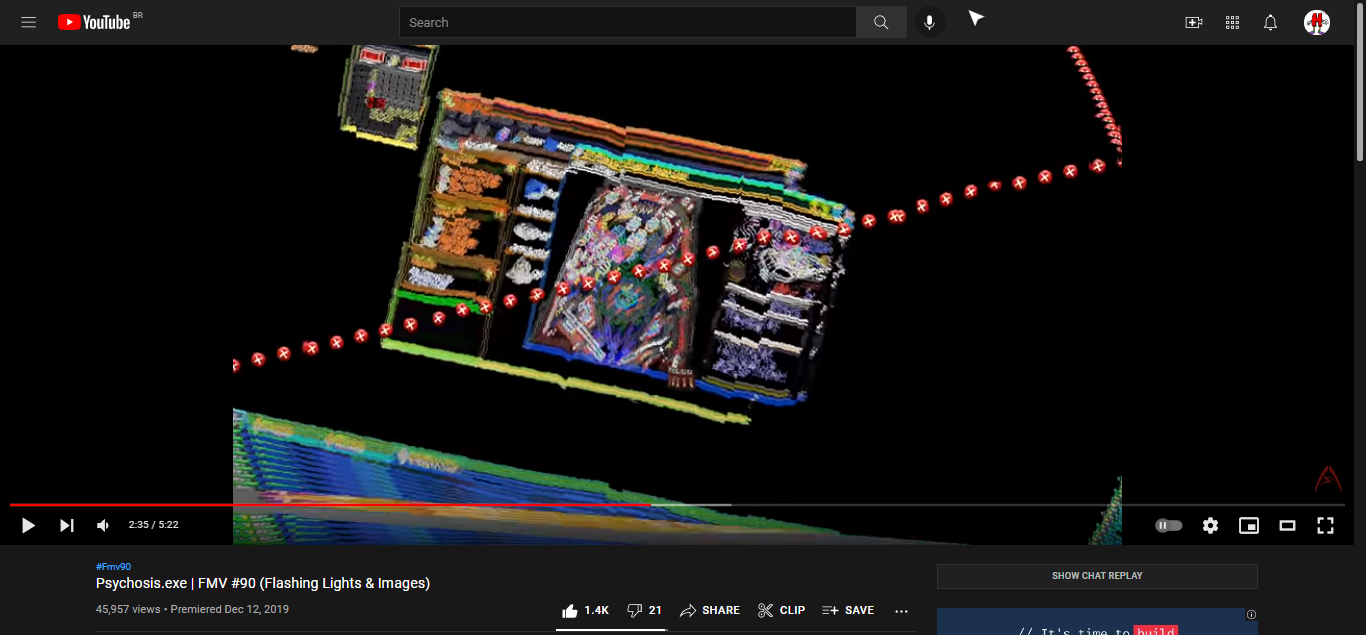 YouTube BR
Search
2:35 / 5:22
#Fmv90
Psychosis.exe | FMV #90 (Flashing Lights & Images)
45,957 views • Premiered Dec 12, 2019
1.4K
21
SHARE
CLIP
SAVE
SHOW CHAT REPLAY
// It's time to build